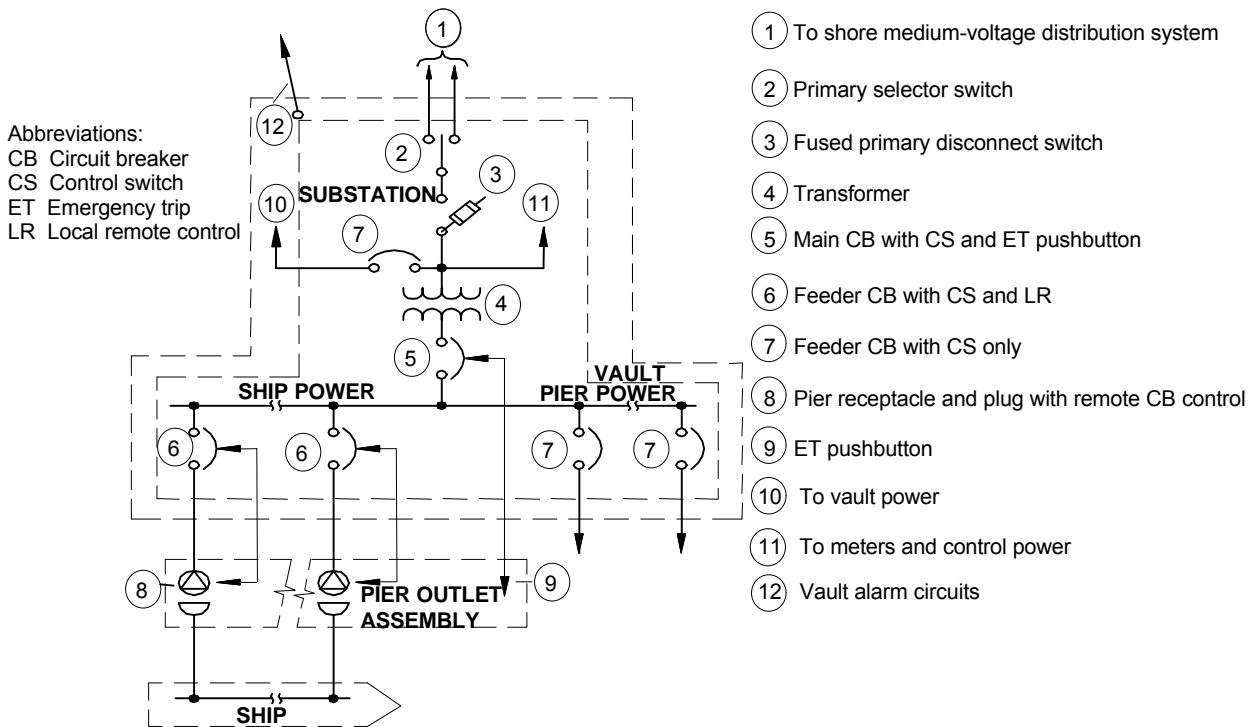 1
12
Abbreviations:
CB Circuit breaker
CS Control switch
ET Emergency trip
LR Local remote control
2
3
SUBSTATION
10
11
7
4
5
VAULT
SHIP POWER
PIER POWER
6
6
7
7
8
9
PIER OUTLET
ASSEMBLY
SHIP
1 To shore medium-voltage distribution system
2 Primary selector switch
3 Fused primary disconnect switch
4 Transformer
5 Main CB with CS and ET pushbutton
6 Feeder CB with CS and LR
7 Feeder CB with CS only
8 Pier receptacle and plug with remote CB control
9 ET pushbutton
10 To vault power
11 To meters and control power
12 Vault alarm circuits